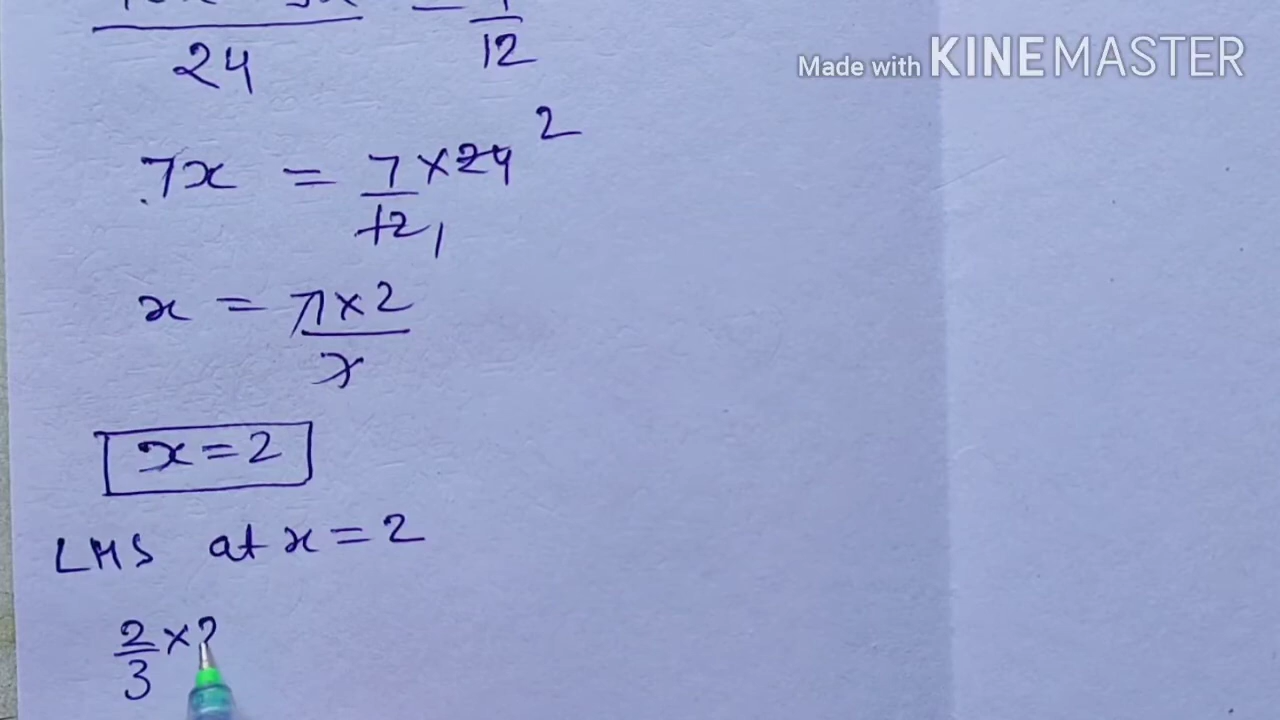 24 12
Made with KINEMASTER
7x = 7/12 × 24 2
1
x = 7 × 2 / 7
x = 2
LHS at x = 2
2/3 × 2